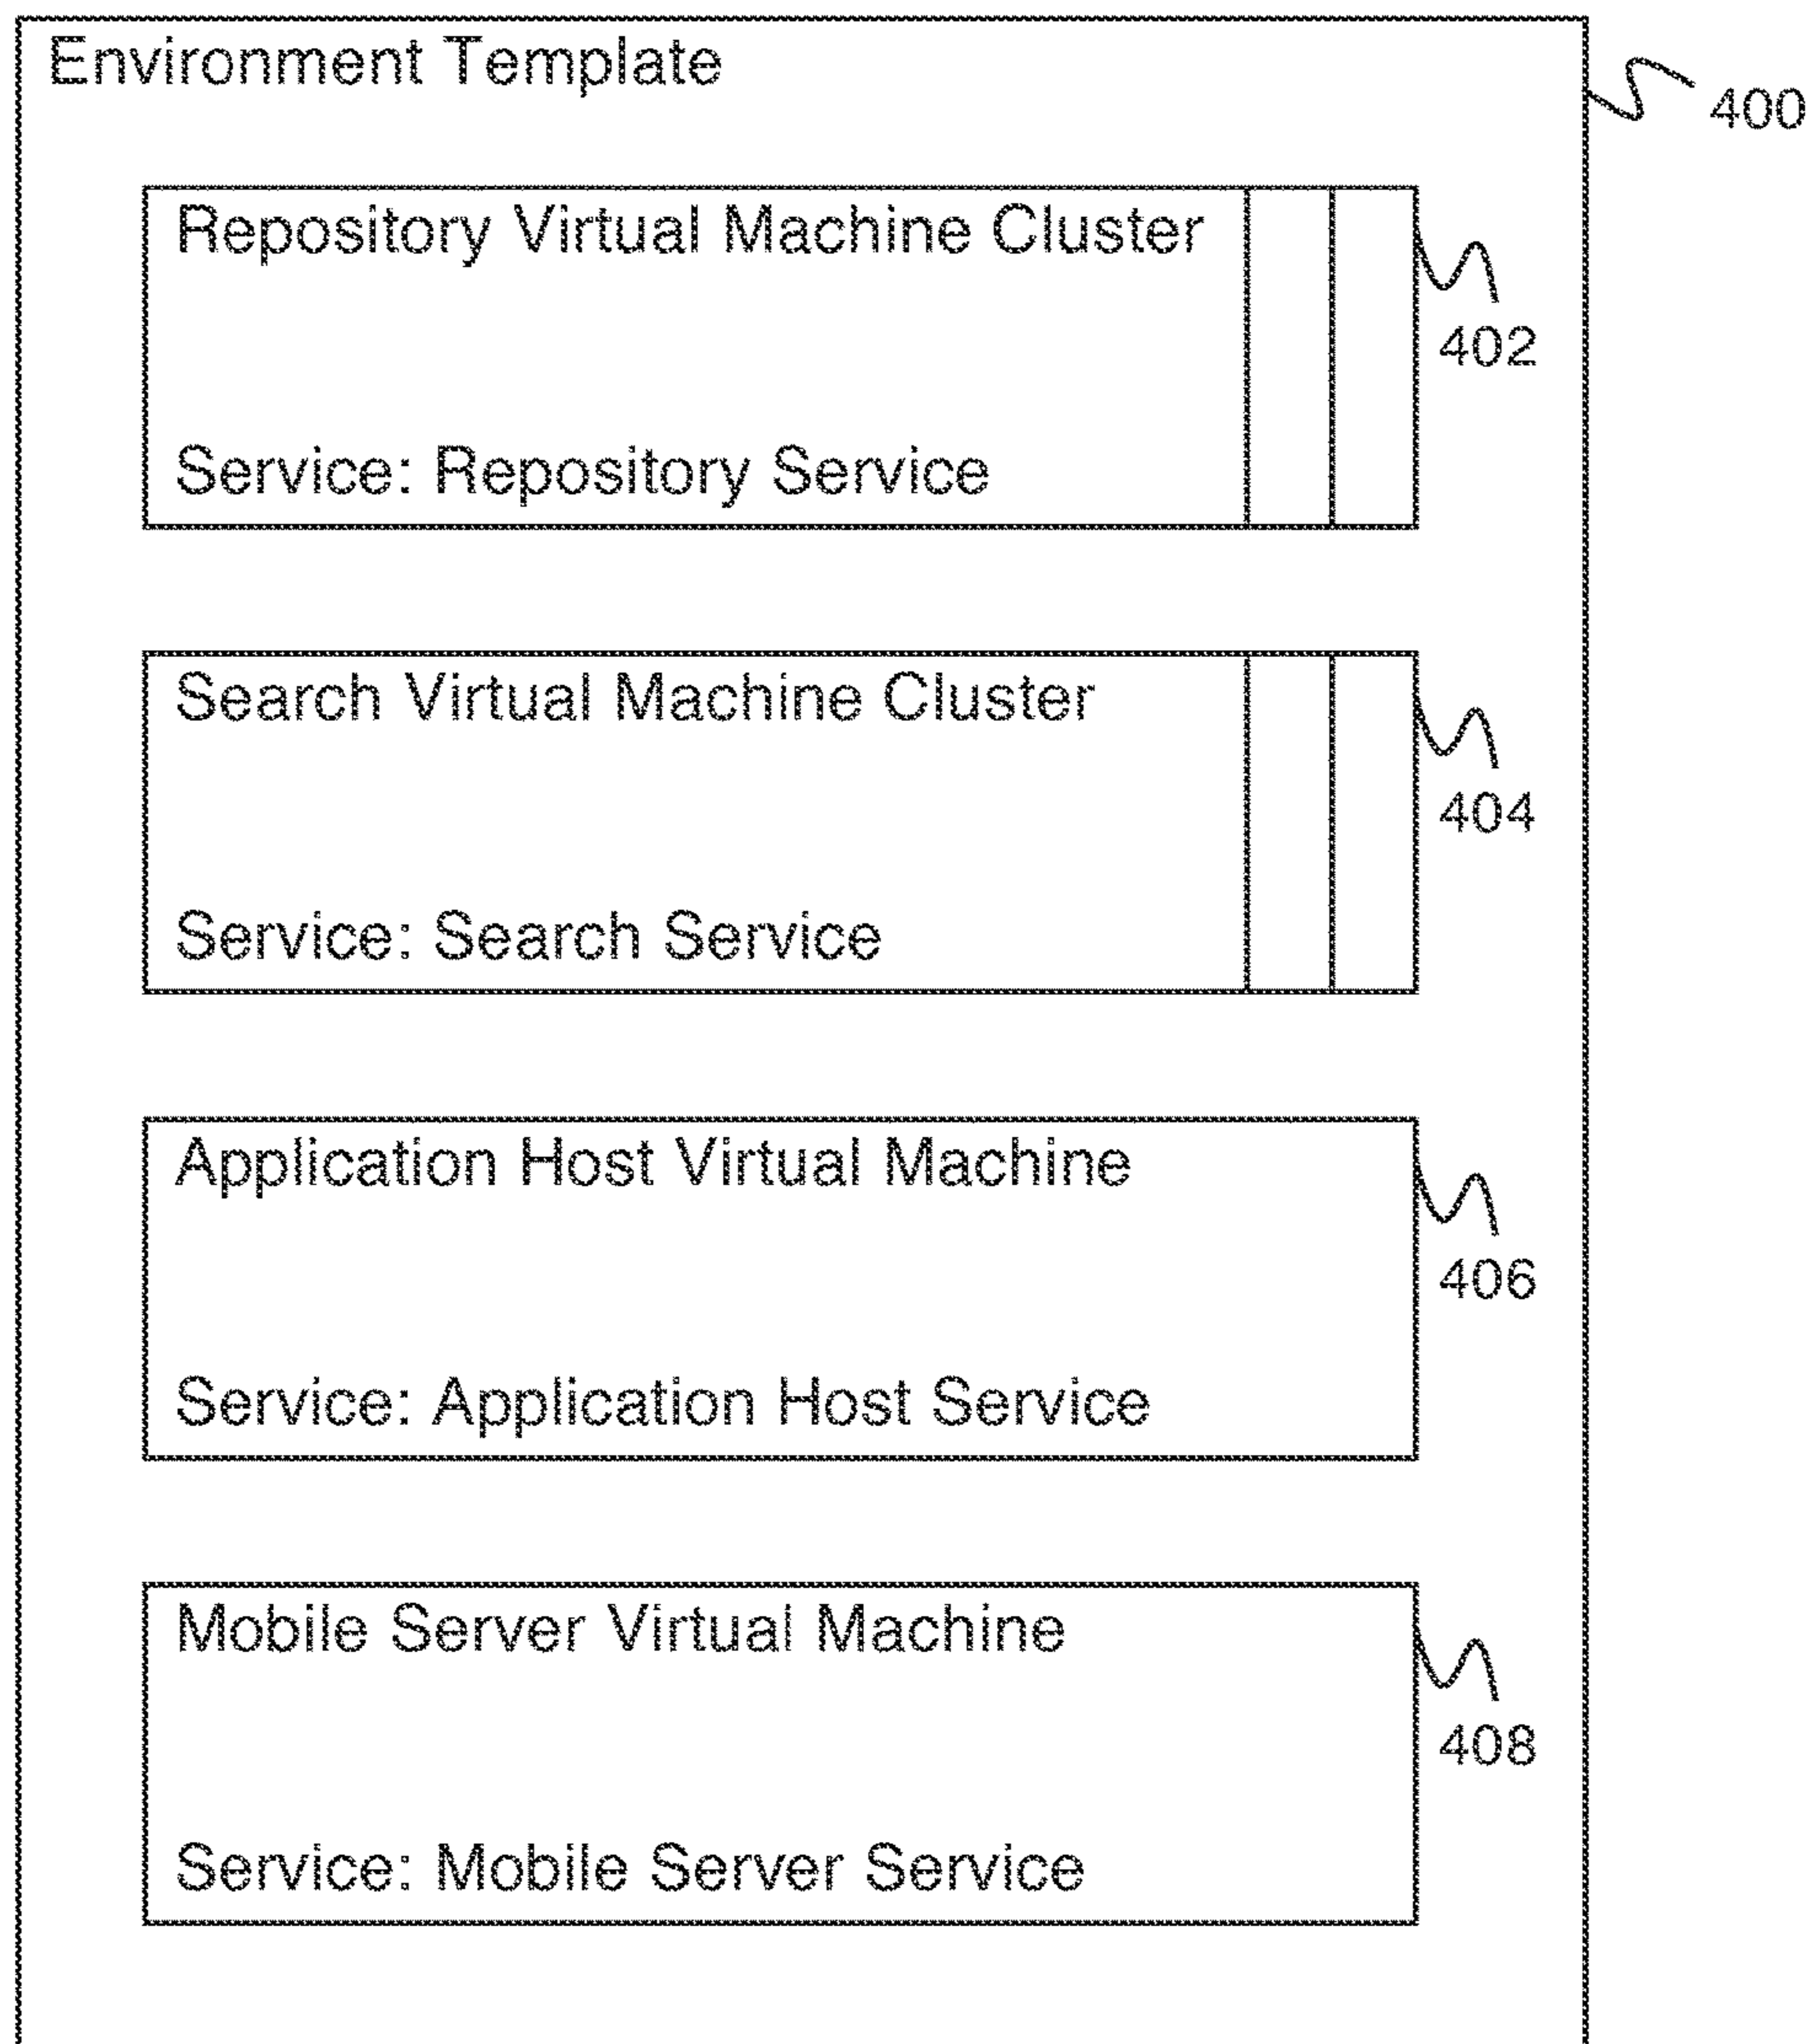 Environment Template
400
Repository Virtual Machine Cluster
402
Service: Repository Service
Search Virtual Machine Cluster
404
Service: Search Service
Application Host Virtual Machine
406
Service: Application Host Service
Mobile Server Virtual Machine
408
Service: Mobile Server Service